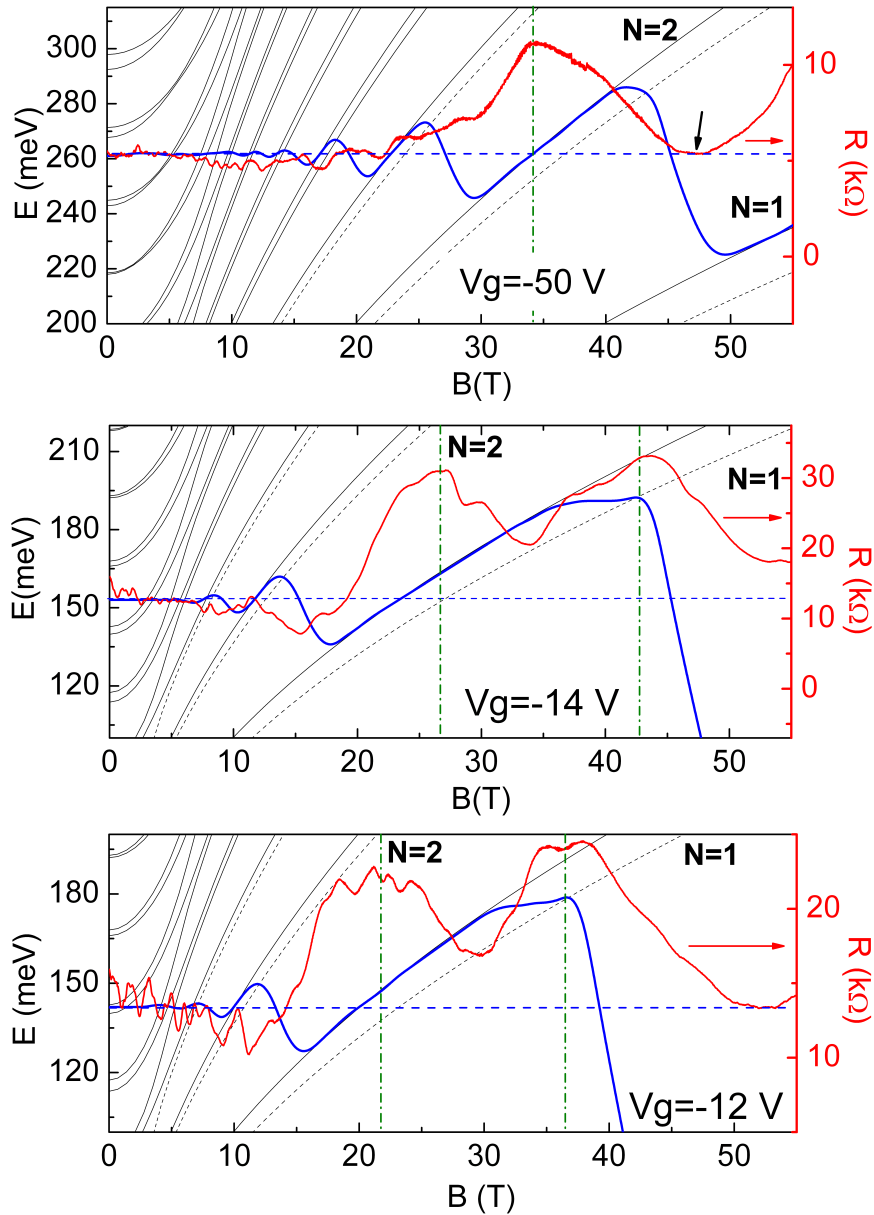 300
280
260
240
220
200
E (meV)
N=2
N=1
Vg=-50 V
10
0
R (kΩ)
0 10 20 30 40 50
B(T)
210
180
150
120
E(meV)
N=2
N=1
Vg=-14 V
30
20
10
0
R (kΩ)
0 10 20 30 40 50
B(T)
180
150
120
E (meV)
N=2
N=1
Vg=-12 V
20
10
R (kΩ)
0 10 20 30 40 50
B (T)